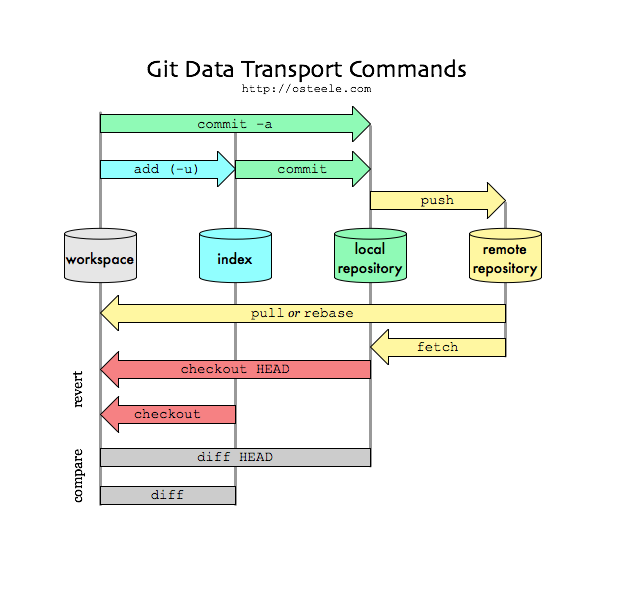 Git Data Transport Commands
http://osteele.com
commit -a
add (-u)
commit
push
workspace
index
local
repository
remote
repository
pull or rebase
fetch
revert
checkout HEAD
checkout
compare
diff HEAD
diff